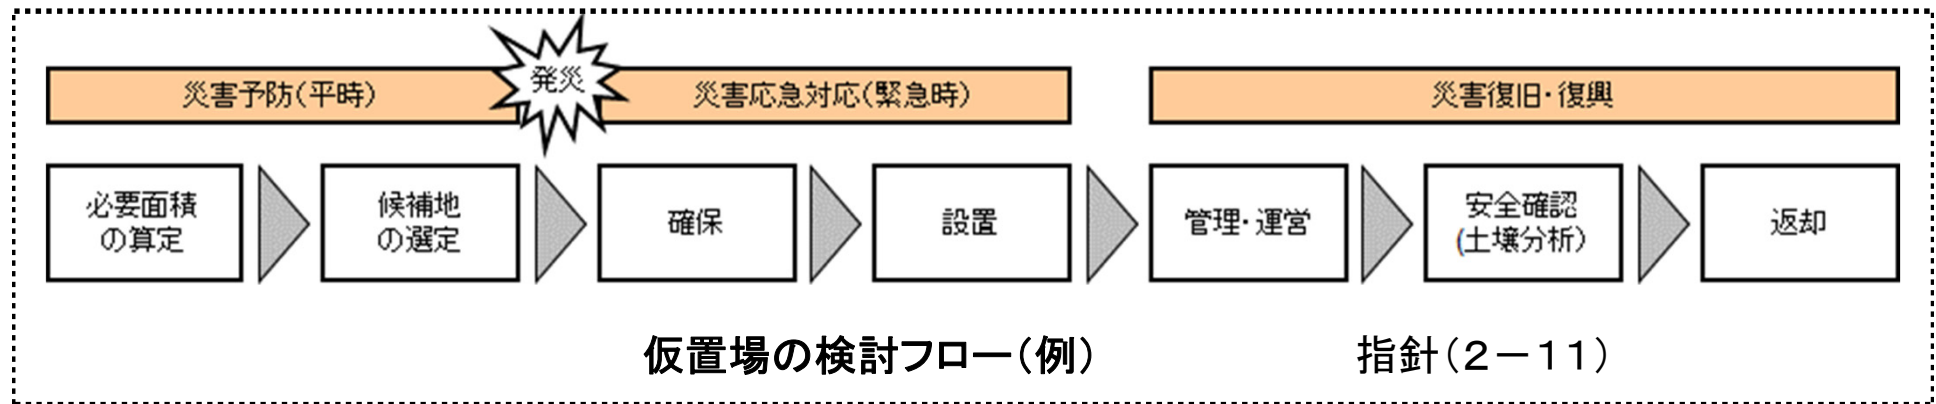 発災
災害予防(平時)
災害応急対応(緊急時)
災害復旧・復興
必要面積
の算定
候補地
の選定
確保
設置
管理・運営
安全確認
(土壌分析)
返却
仮置場の検討フロー(例)
指針(2-11)